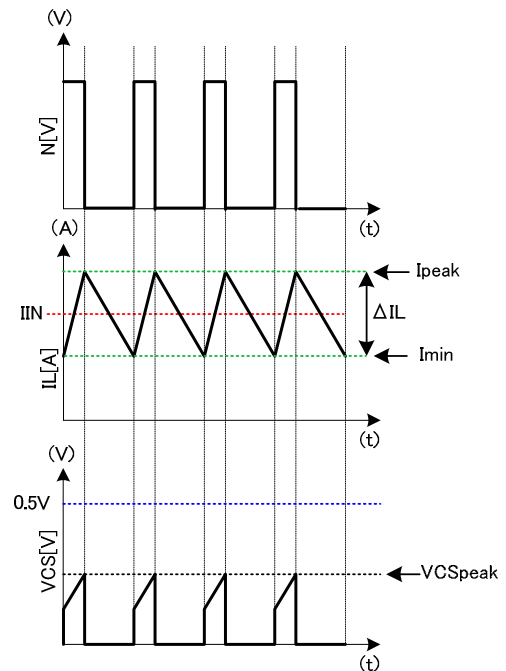 (V)
N[V]
(t)
(A)
Ipeak
IIN
ΔIL
Imin
IL[A]
(t)
(V)
0.5V
VCS[V]
VCSpeak
(t)